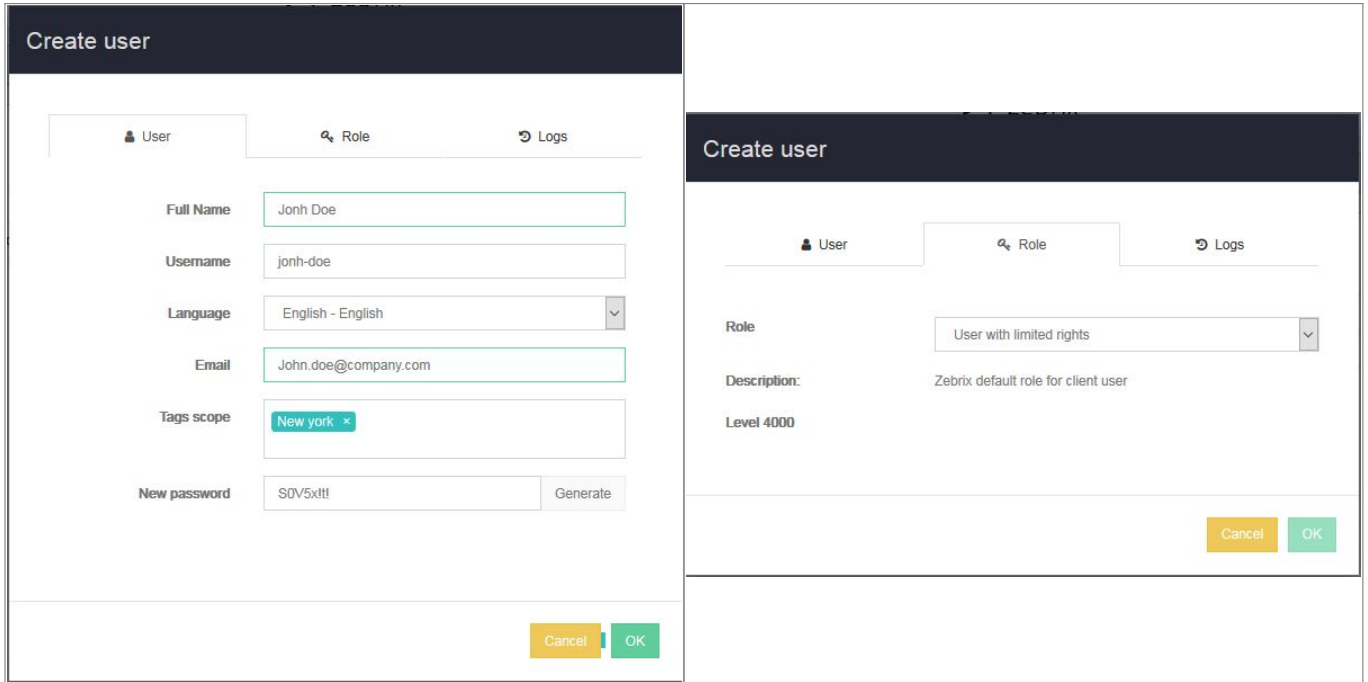 Create user
User
Role
Logs
Full Name
Jonh Doe
Username
jonh-doe
Language
English - English
Email
John.doe@company.com
Tags scope
New york ×
New password
S0V5x!t!
Generate
Cancel
OK
Create user
User
Role
Logs
Role
User with limited rights
Description:
Zebrix default role for client user
Level 4000
Cancel
OK